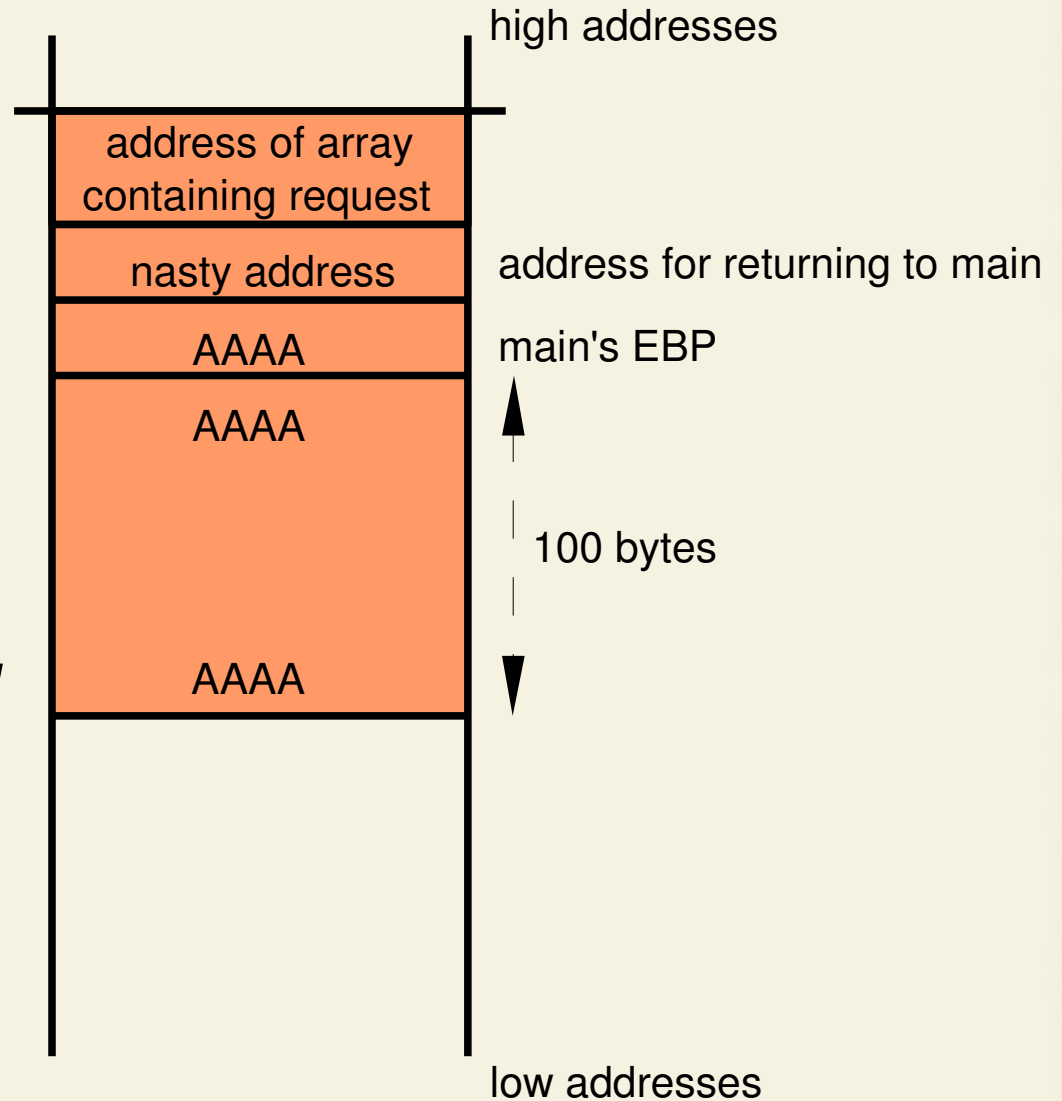 high addresses
address of array
containing request
nasty address
address for returning to main
AAAA
main's EBP
AAAA
100 bytes
AAAA
low addresses